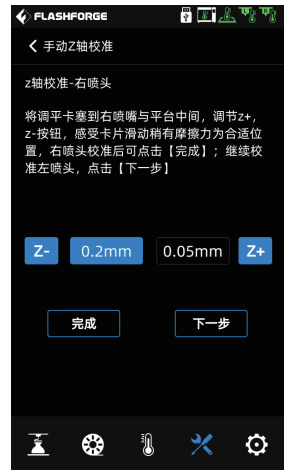 FLASHFORGE
手动Z轴校准
z轴校准-右喷头
将调平卡塞到右喷嘴与平台中间，调节z+,
z-按钮，感受卡片滑动稍有摩擦力为合适位
置，右喷头校准后可点击【完成】；继续校
准左喷头，点击【下一步】
Z- 0.2mm 0.05mm Z+
完成 下一步